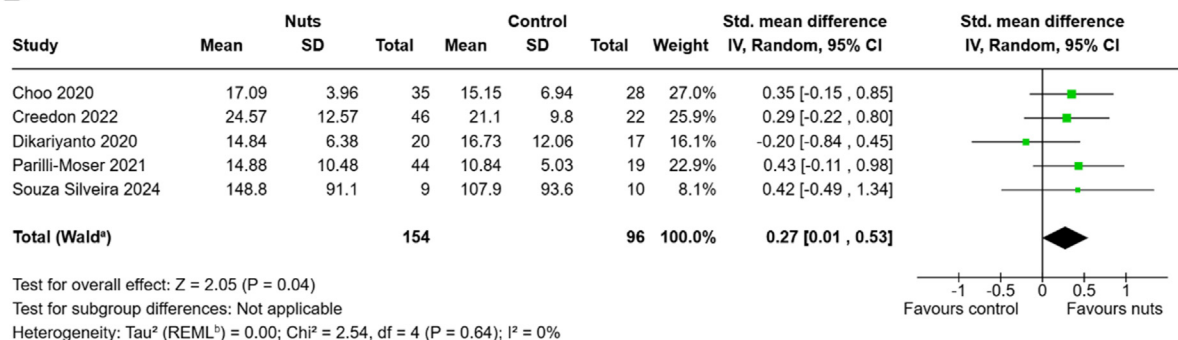 Nuts Control Std. mean difference Std. mean difference
Study Mean SD Total Mean SD Total Weight IV, Random, 95% CI IV, Random, 95% CI
Choo 2020 17.09 3.96 35 15.15 6.94 28 27.0% 0.35 [-0.15 , 0.85]
Creedon 2022 24.57 12.57 46 21.1 9.8 22 25.9% 0.29 [-0.22 , 0.80]
Dikariyanto 2020 14.84 6.38 20 16.73 12.06 17 16.1% -0.20 [-0.84 , 0.45]
Parilli-Moser 2021 14.88 10.48 44 10.84 5.03 19 22.9% 0.43 [-0.11 , 0.98]
Souza Silveira 2024 148.8 91.1 9 107.9 93.6 10 8.1% 0.42 [-0.49 , 1.34]
Total (Waldᵃ) 154 96 100.0% 0.27 [0.01 , 0.53]
Test for overall effect: Z = 2.05 (P = 0.04)
Test for subgroup differences: Not applicable
Heterogeneity: Tau² (REMLᵇ) = 0.00; Chi² = 2.54, df = 4 (P = 0.64); I² = 0%
-1 -0.5 0 0.5 1
Favours control Favours nuts